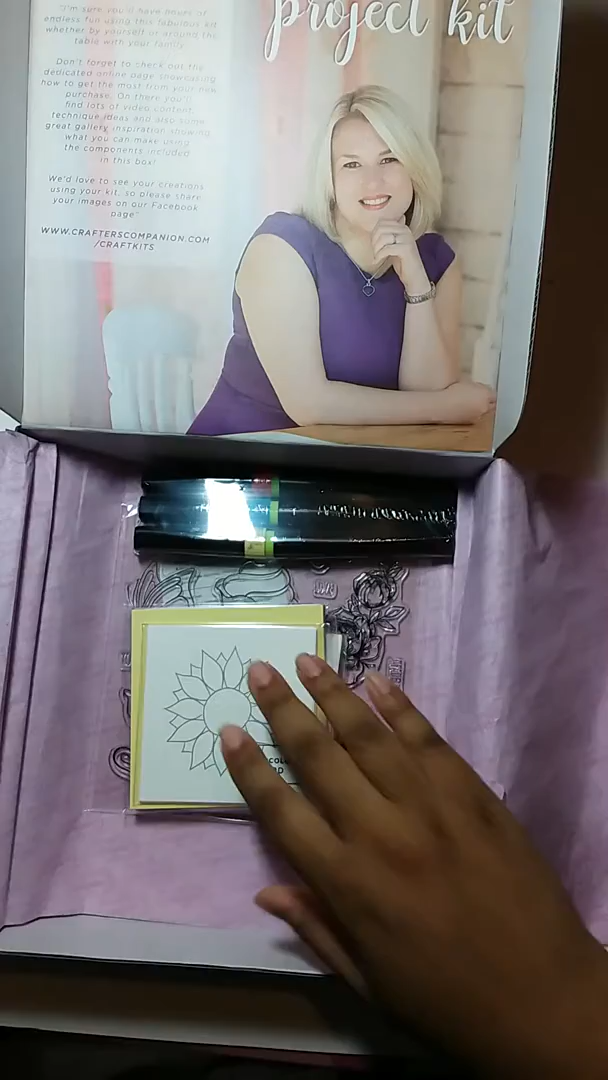 project kit
"I'm sure you'll have hours of
endless fun using this fabulous kit
whether by yourself or around the
table with your family.
Don't forget to check out the
dedicated online page showcasing
how to get the most from your new
purchase. On there you'll
find lots of video content,
technique ideas and also some
great gallery inspiration showing
what you can make using
the components included
in this box!
We'd love to see your creations
using your kit, so please share
your images on our Facebook
page"
WWW.CRAFTERSCOMPANION.COM
/CRAFTKITS